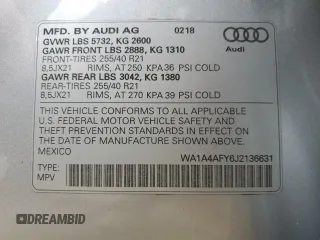 MFD. BY AUDI AG 0218
GVWR LBS 5732, KG 2600
GAWR FRONT LBS 2888, KG 1310
FRONT-TIRES 255/40 R21
8,5JX21 RIMS, AT 250 KPA 36 PSI COLD
GAWR REAR LBS 3042, KG 1380
REAR-TIRES 255/40 R21
8,5JX21 RIMS, AT 270 KPA 39 PSI COLD
Audi
THIS VEHICLE CONFORMS TO ALL APPLICABLE
U.S. FEDERAL MOTOR VEHICLE SAFETY AND
THEFT PREVENTION STANDARDS IN EFFECT ON
THE DATE OF MANUFACTURE SHOWN ABOVE.
MEXICO
WA1A4AFY6J2136631
TYPE:
MPV
DREAMBID